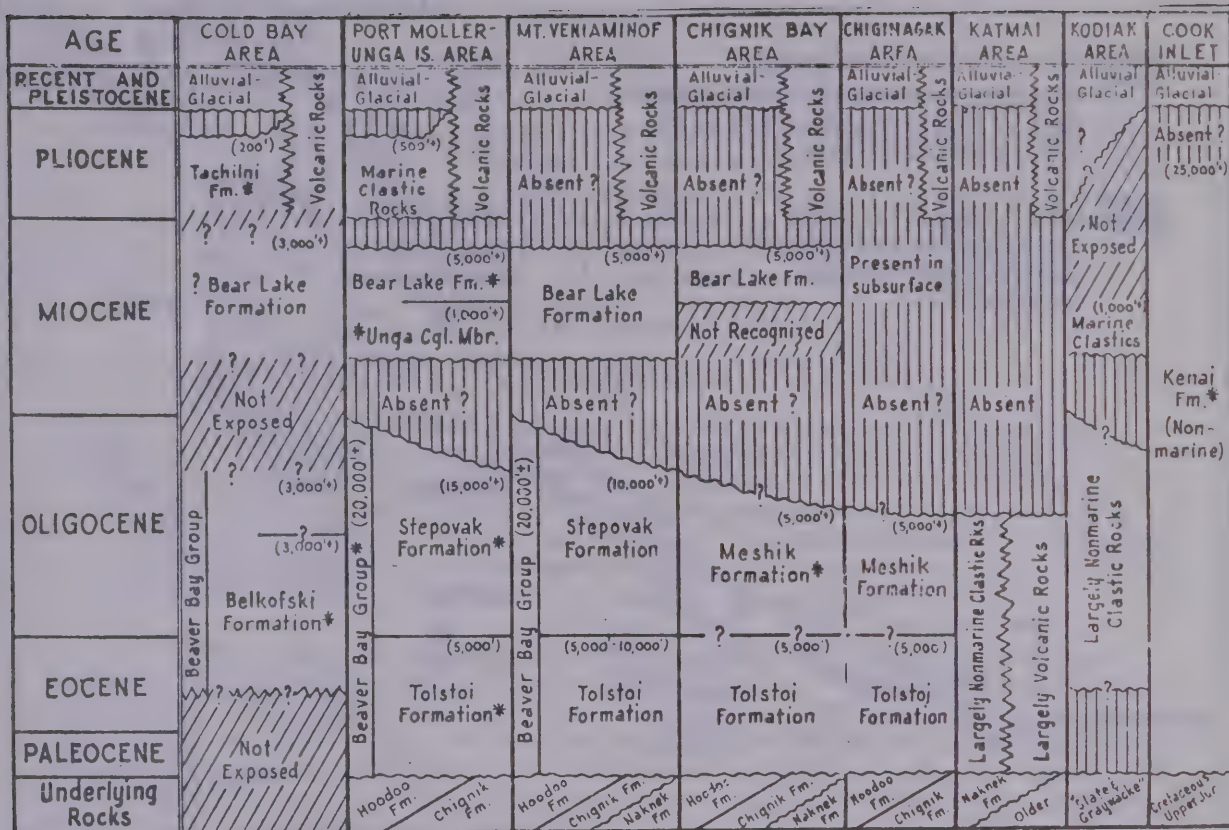 AGE
COLD BAY
AREA
PORT MOLLER-
UNGA IS. AREA
MT. VENIAMINOF
AREA
CHIGNIK BAY
AREA
CHIGINAGAK
AREA
KATMAI
AREA
KODIAK
AREA
COOK
INLET
RECENT AND
PLEISTOCENE
Alluvial-
Glacial
Alluvial-
Glacial
Alluvial-
Glacial
Alluvial-
Glacial
Alluvial-
Glacial
Alluvial-
Glacial
Alluvial
Glacial
Alluvial-
Glacial
PLIOCENE
(200')
Tachilni
Fm. *
Volcanic Rocks
? ? ?
(500'+)
Marine
Clastic
Rocks
Volcanic Rocks
Absent ?
Volcanic Rocks
Absent ?
Volcanic Rocks
Absent ?
Volcanic Rocks
Absent
Volcanic Rocks
?
?
Not
Exposed
Absent ?
(25,000'+)
MIOCENE
(3,000'+)
? Bear Lake
Formation
? ?
Not
Exposed
(5,000'+)
Bear Lake Fm. *
(1,000'+)
*Unga Cgl. Mbr.
Absent ?
(5,000'+)
Bear Lake
Formation
Absent ?
(5,000'+)
Bear Lake Fm.
Not Recognized
Absent ?
Present in
subsurface
Absent ?
Absent
(1,000'+)
Marine
Clastics
?
Kenai
Fm. *
(Non-
marine)
OLIGOCENE
? ?
(3,000'+)
?
(3,000'+)
Beaver Bay Group
Belkofski
Formation *
Beaver Bay Group * (20,000'+)
(15,000'+)
Stepovak
Formation *
Beaver Bay Group (20,000'±)
(10,000')
Stepovak
Formation
?
(5,000'+)
Meshik
Formation *
?
(5,000'+)
Meshik
Formation
Largely Nonmarine Clastic Rks
Largely Volcanic Rocks
Largely Nonmarine
Clastic Rocks
EOCENE
? ?
(5,000')
Tolstoi
Formation *
(5,000'-10,000')
Tolstoi
Formation
? ? ?
(5,000')
Tolstoi
Formation
(5,000)
Tolstoi
Formation
?
PALEOCENE
Not
Exposed
Underlying
Rocks
Hoodoo
Fm.
Chignik
Fm.
Hoodoo
Fm
Chignik Fm.
Naknek
Fm
Fm.
Chignik Fm.
Naknek
Fm
Hoodoo
Fm.
Chignik
Fm.
Naknek
Fm
Older
"Slate &
Graywacke"
Cretaceous
Upper Jur